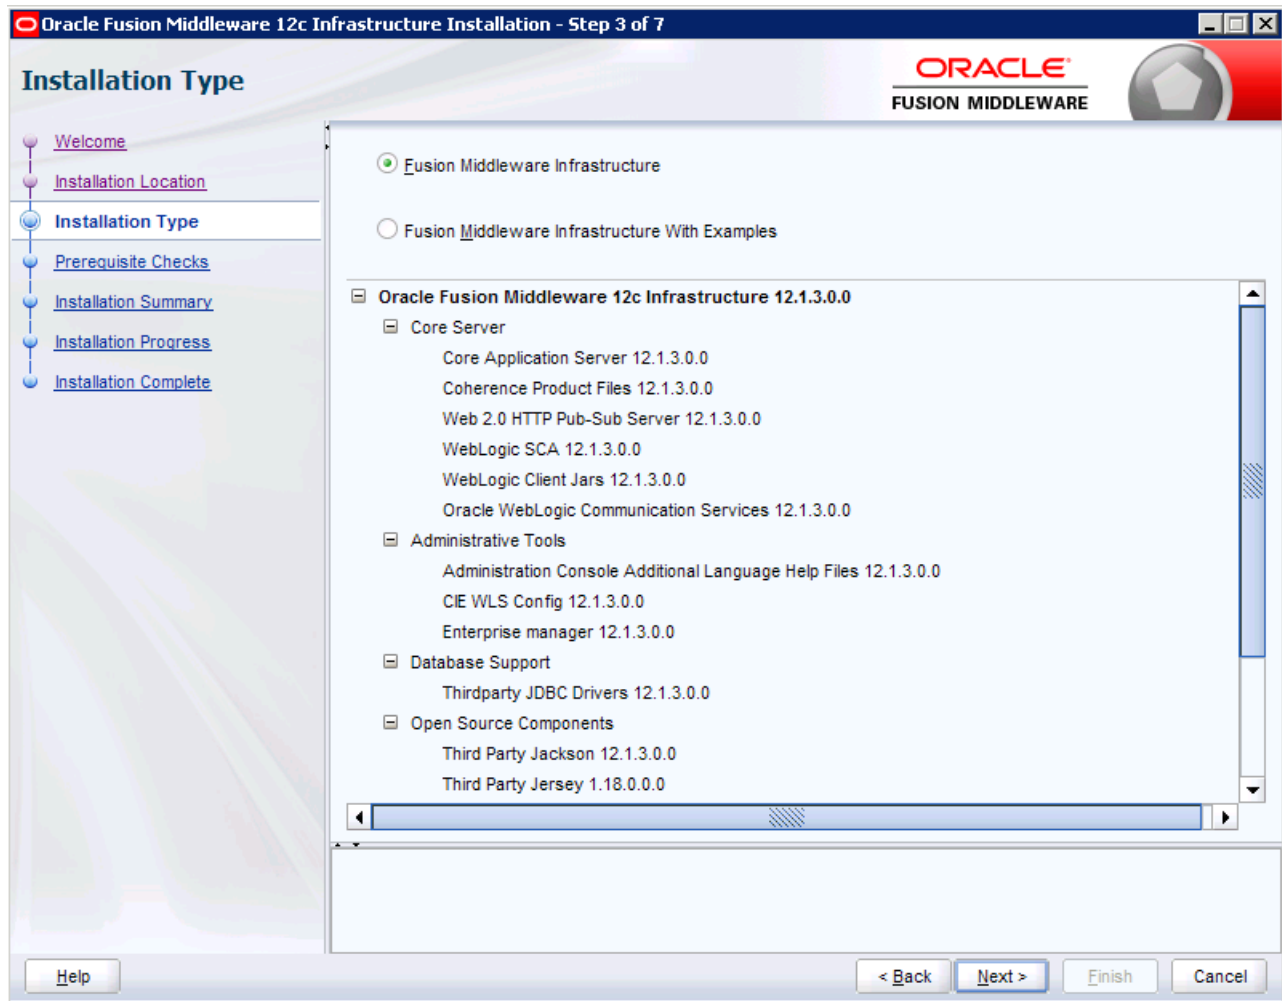 Oracle Fusion Middleware 12c Infrastructure Installation - Step 3 of 7
Installation Type
ORACLE
FUSION MIDDLEWARE
Welcome
Installation Location
Installation Type
Prerequisite Checks
Installation Summary
Installation Progress
Installation Complete
Fusion Middleware Infrastructure
Fusion Middleware Infrastructure With Examples
Oracle Fusion Middleware 12c Infrastructure 12.1.3.0.0
Core Server
Core Application Server 12.1.3.0.0
Coherence Product Files 12.1.3.0.0
Web 2.0 HTTP Pub-Sub Server 12.1.3.0.0
WebLogic SCA 12.1.3.0.0
WebLogic Client Jars 12.1.3.0.0
Oracle WebLogic Communication Services 12.1.3.0.0
Administrative Tools
Administration Console Additional Language Help Files 12.1.3.0.0
CIE WLS Config 12.1.3.0.0
Enterprise manager 12.1.3.0.0
Database Support
Thirdparty JDBC Drivers 12.1.3.0.0
Open Source Components
Third Party Jackson 12.1.3.0.0
Third Party Jersey 1.18.0.0.0
Help
< Back
Next >
Finish
Cancel